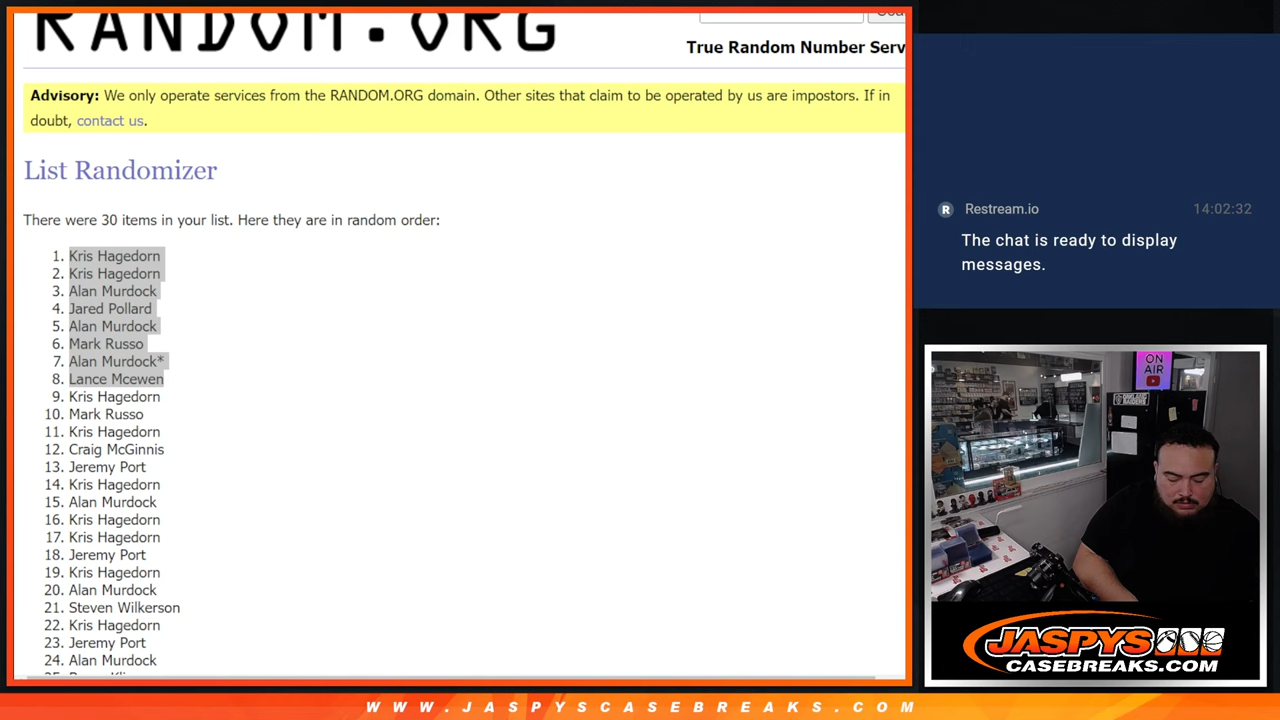 RANDOM.ORG
True Random Number Serv
Advisory: We only operate services from the RANDOM.ORG domain. Other sites that claim to be operated by us are impostors. If in
doubt, contact us.
List Randomizer
There were 30 items in your list. Here they are in random order:
1. Kris Hagedorn
2. Kris Hagedorn
3. Alan Murdock
4. Jared Pollard
5. Alan Murdock
6. Mark Russo
7. Alan Murdock*
8. Lance Mcewen
9. Kris Hagedorn
10. Mark Russo
11. Kris Hagedorn
12. Craig McGinnis
13. Jeremy Port
14. Kris Hagedorn
15. Alan Murdock
16. Kris Hagedorn
17. Kris Hagedorn
18. Jeremy Port
19. Kris Hagedorn
20. Alan Murdock
21. Steven Wilkerson
22. Kris Hagedorn
23. Jeremy Port
24. Alan Murdock
R Restream.io 14:02:32
The chat is ready to display
messages.
ON
AIR
JASPYS
CASEBREAKS.COM
WWW.JASPYSCASEBREAKS.COM